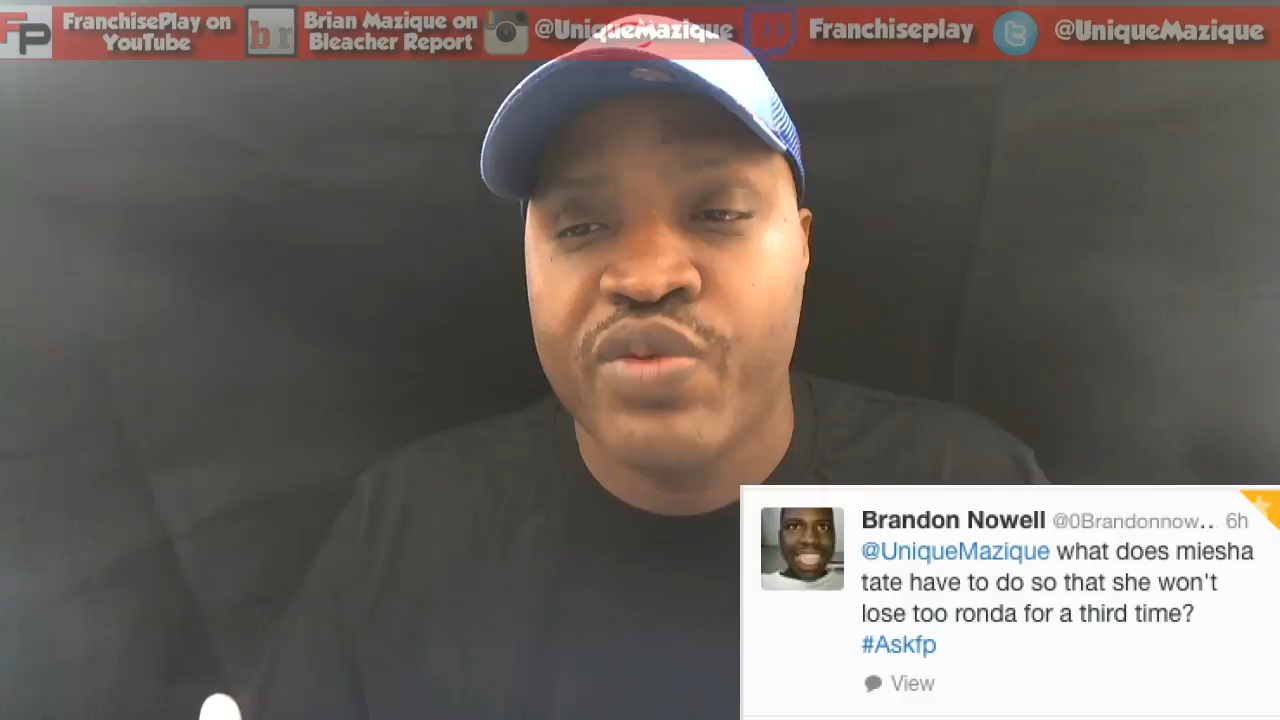 FP
FranchisePlay on
YouTube
br
Brian Mazique on
Bleacher Report
@UniqueMazique
Franchiseplay
@UniqueMazique
Brandon Nowell @0Brandonnow... 6h
@UniqueMazique what does miesha
tate have to do so that she won't
lose too ronda for a third time?
#Askfp
View